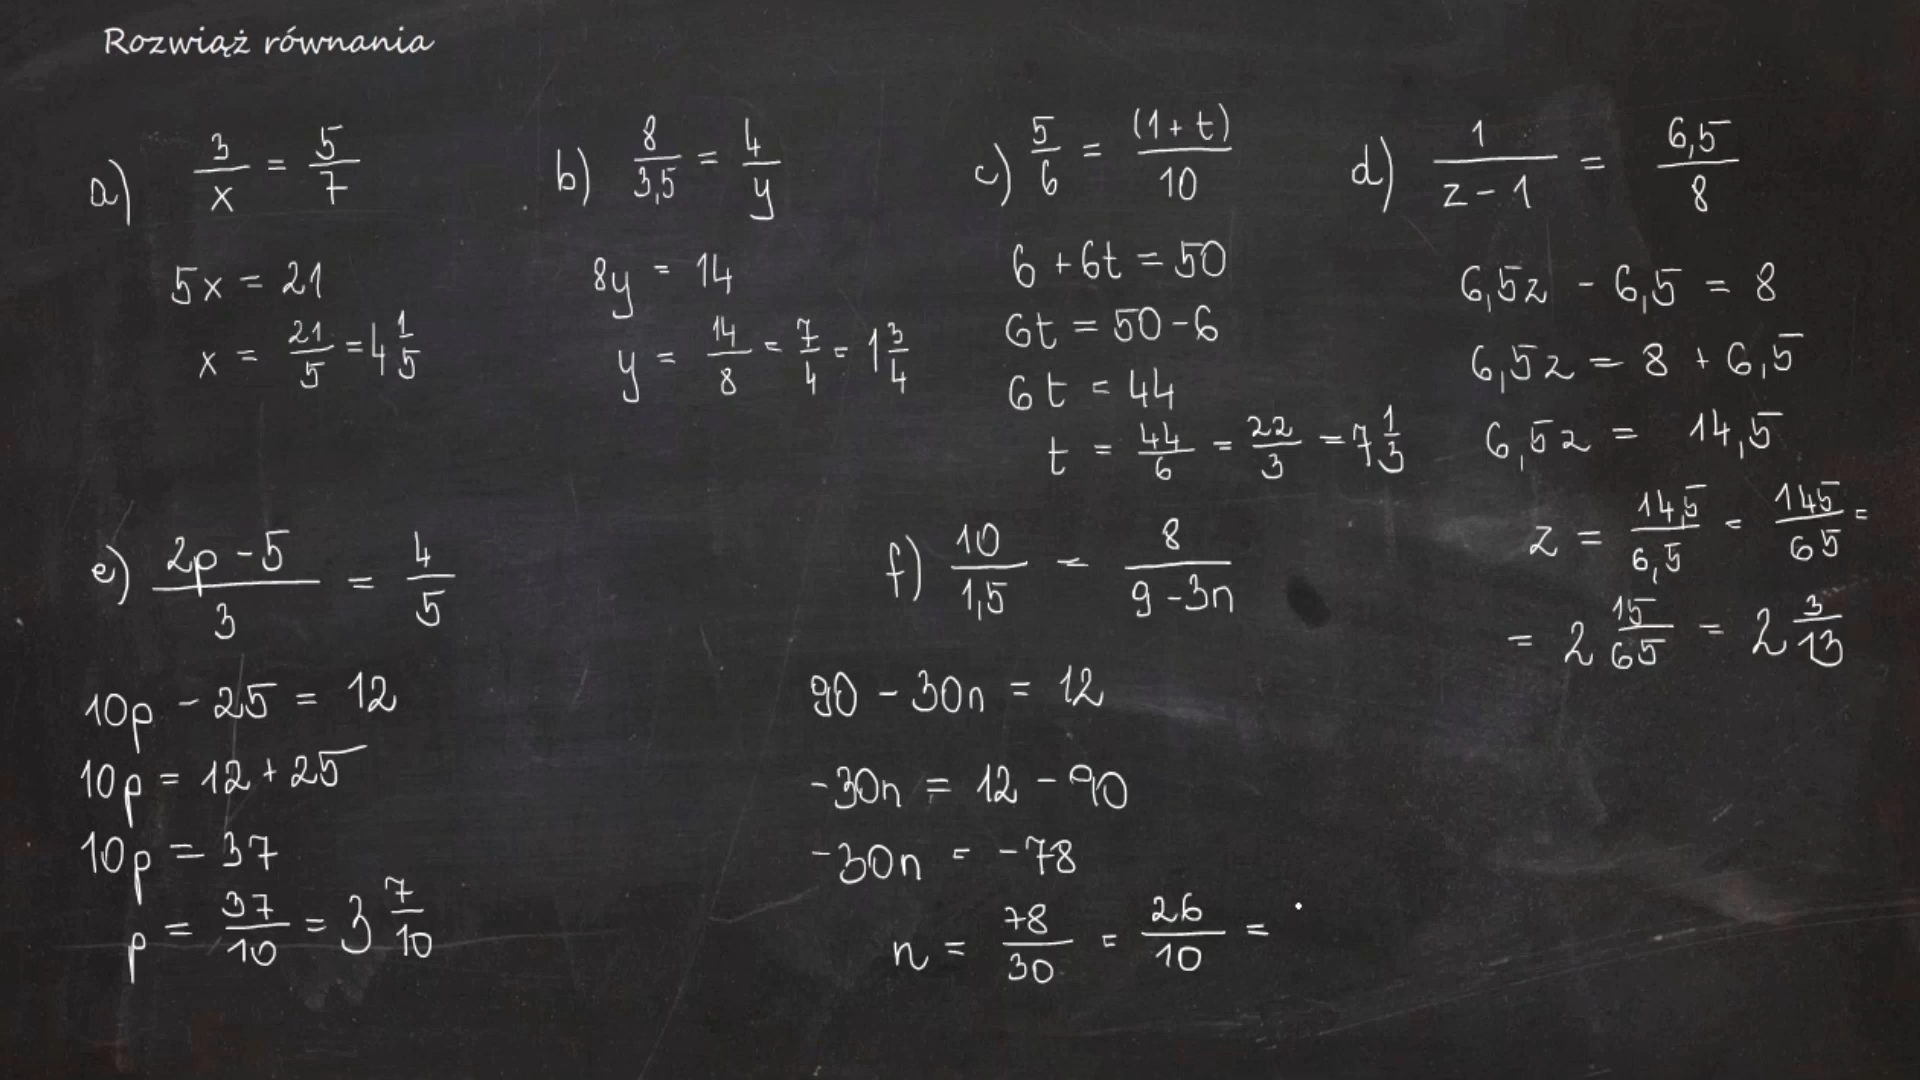 Rozwiąż równania
a) 3/x = 5/7
5x = 21
x = 21/5 = 4 1/5
b) 8/3,5 = 4/y
8y = 14
y = 14/8 = 7/4 = 1 3/4
c) 5/6 = (1+t)/10
6 + 6t = 50
6t = 50 - 6
6t = 44
t = 44/6 = 22/3 = 7 1/3
d) 1/(z - 1) = 6,5/8
6,5z - 6,5 = 8
6,5z = 8 + 6,5
6,5z = 14,5
z = 14,5/6,5 = 145/65 =
= 2 15/65 = 2 3/13
e) (2p - 5)/3 = 4/5
10p - 25 = 12
10p = 12 + 25
10p = 37
p = 37/10 = 3 7/10
f) 10/1,5 = 8/(9 - 3n)
90 - 30n = 12
-30n = 12 - 90
-30n = -78
n = 78/30 = 26/10 =